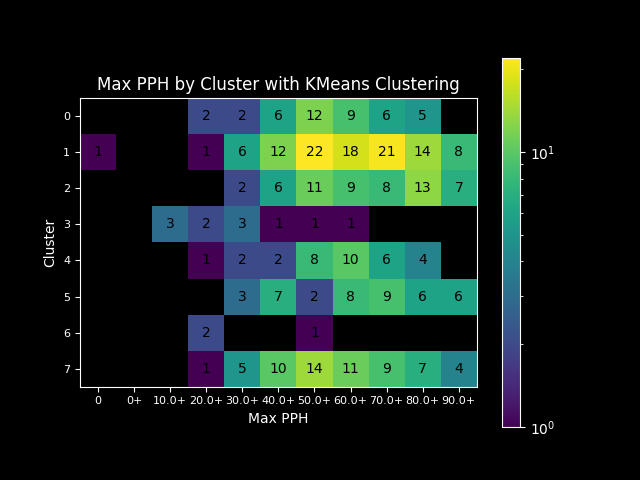 Max PPH by Cluster with KMeans Clustering
0 2 2 6 12 9 6 5
1 1 1 6 12 22 18 21 14 8
2 2 6 11 9 8 13 7
3 3 2 3 1 1 1
4 1 2 2 8 10 6 4
5 3 7 2 8 9 6 6
6 2 1
7 1 5 10 14 11 9 7 4
0 0+ 10.0+ 20.0+ 30.0+ 40.0+ 50.0+ 60.0+ 70.0+ 80.0+ 90.0+
Max PPH
Cluster
10¹
10⁰